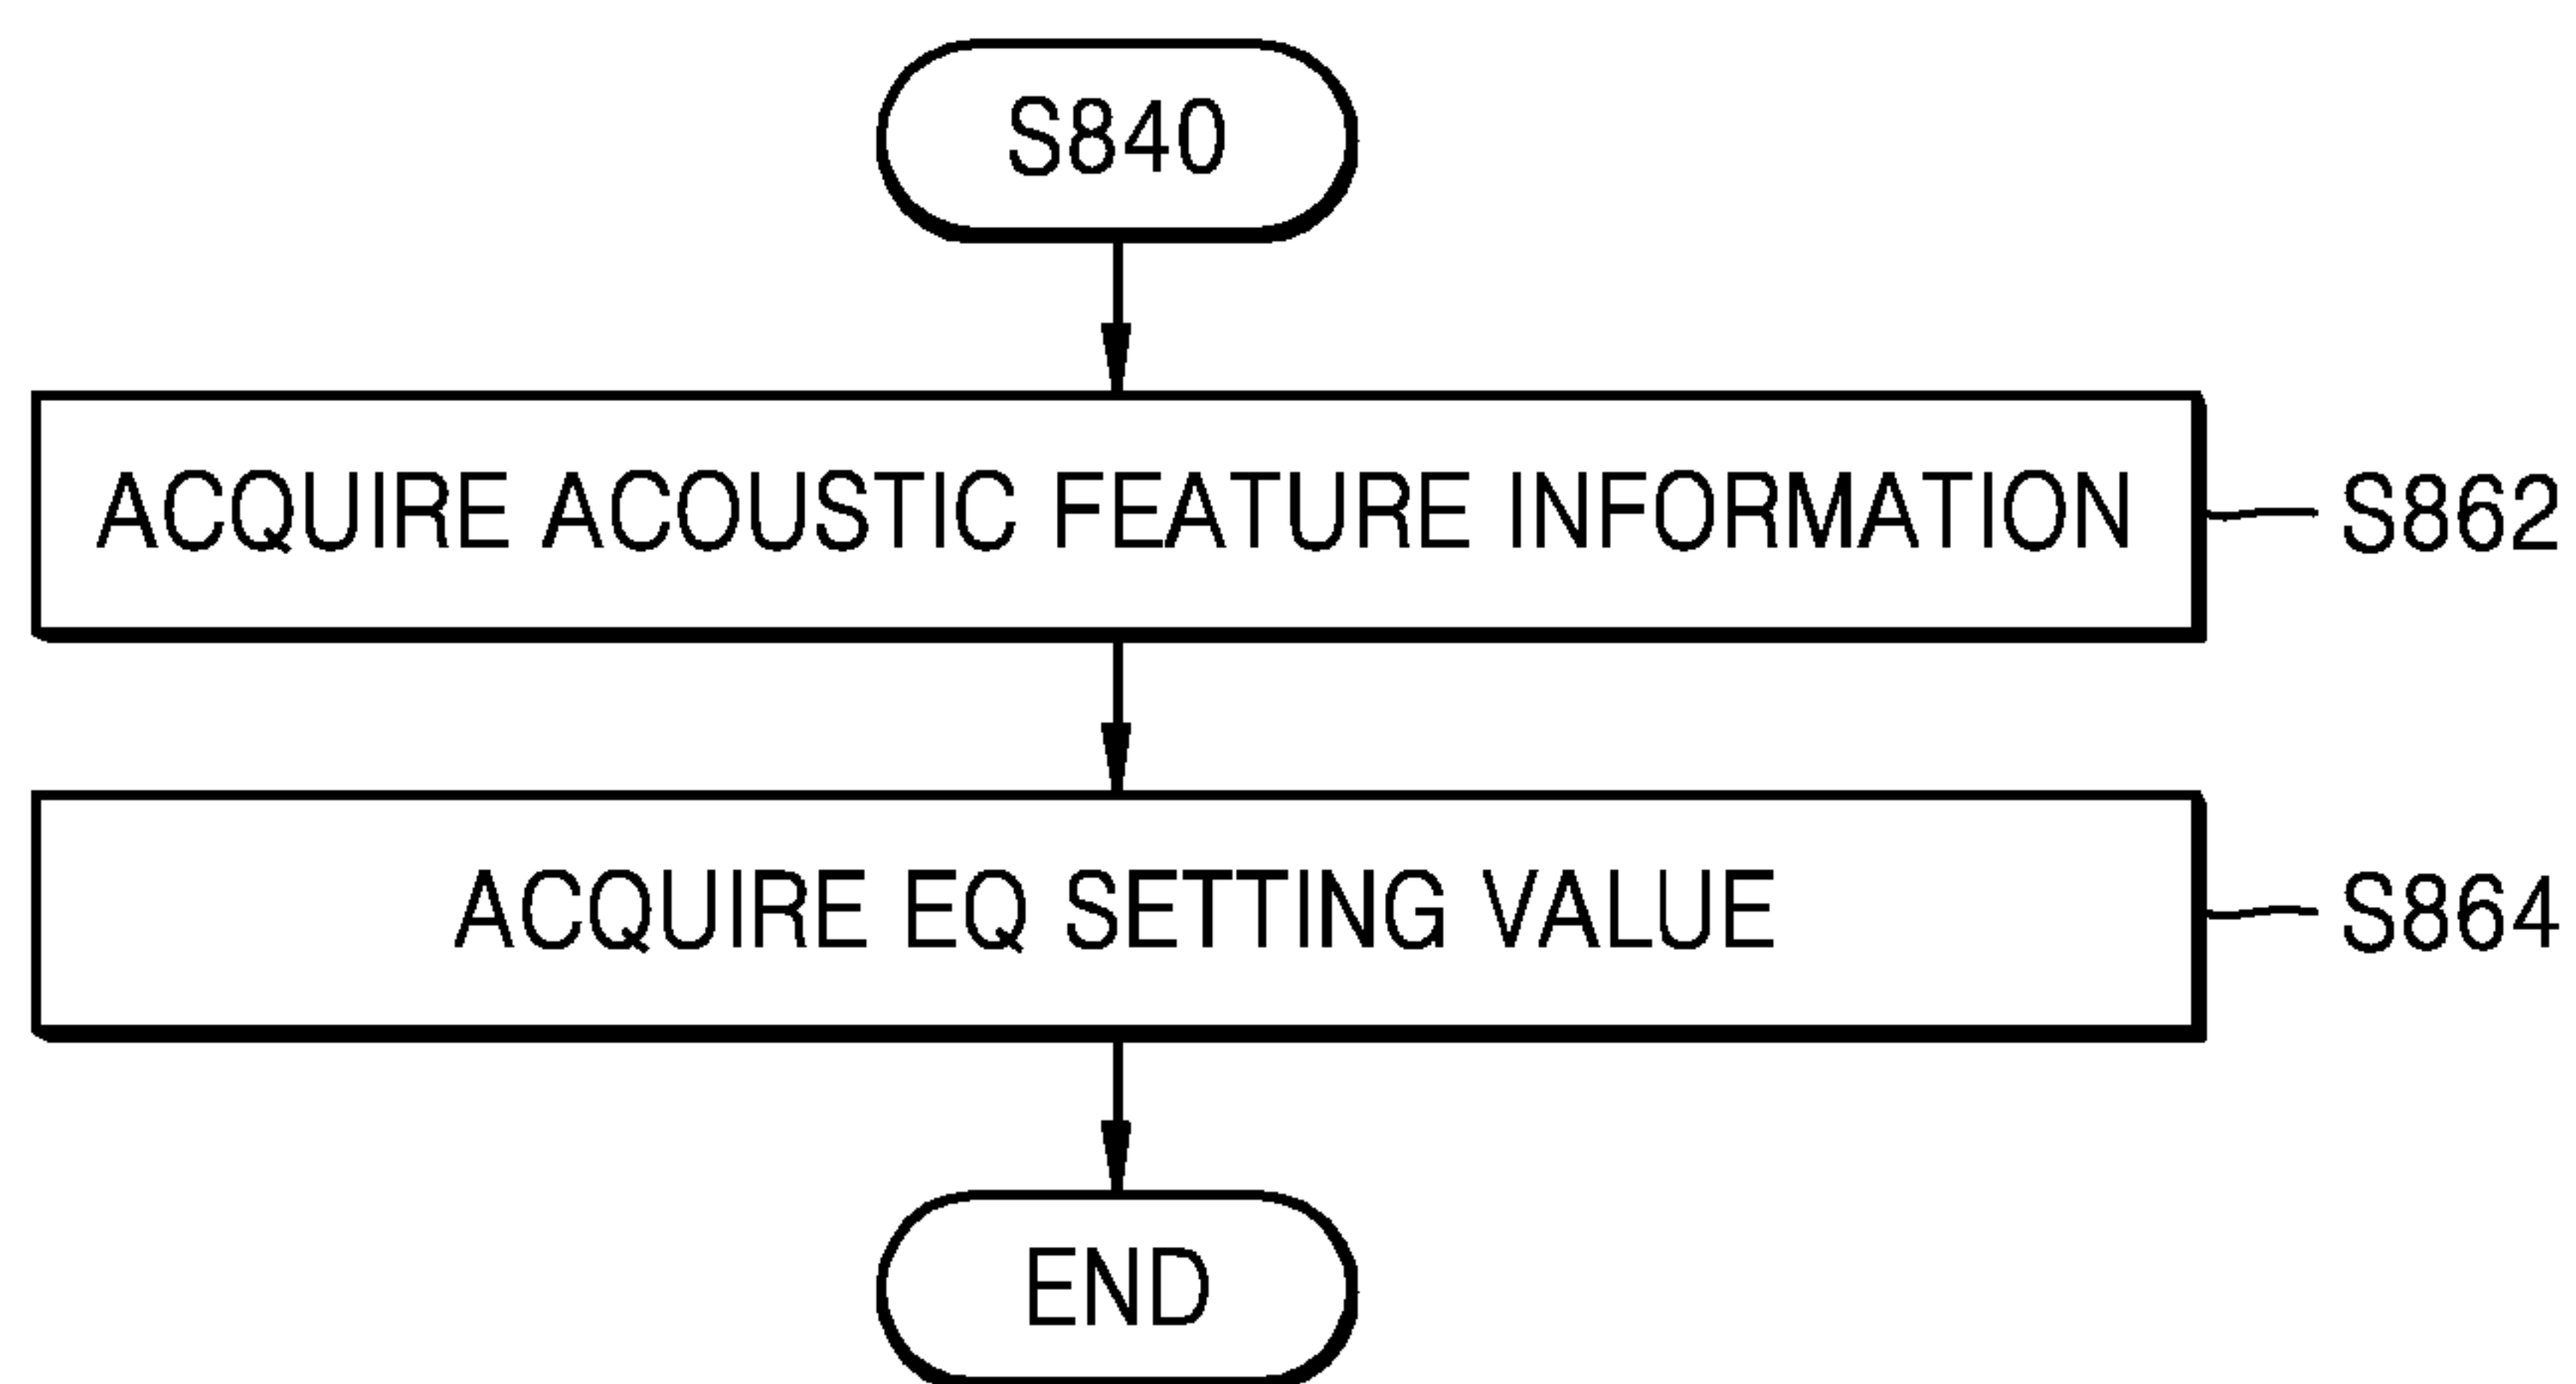 S840
ACQUIRE ACOUSTIC FEATURE INFORMATION
S862
ACQUIRE EQ SETTING VALUE
S864
END